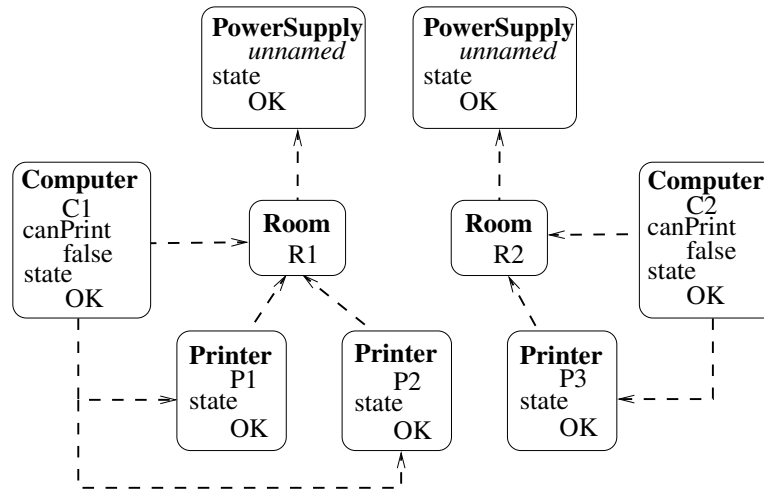 PowerSupply
unnamed
state
OK
PowerSupply
unnamed
state
OK
Computer
C1
canPrint
false
state
OK
Room
R1
Room
R2
Computer
C2
canPrint
false
state
OK
Printer
P1
state
OK
Printer
P2
state
OK
Printer
P3
state
OK